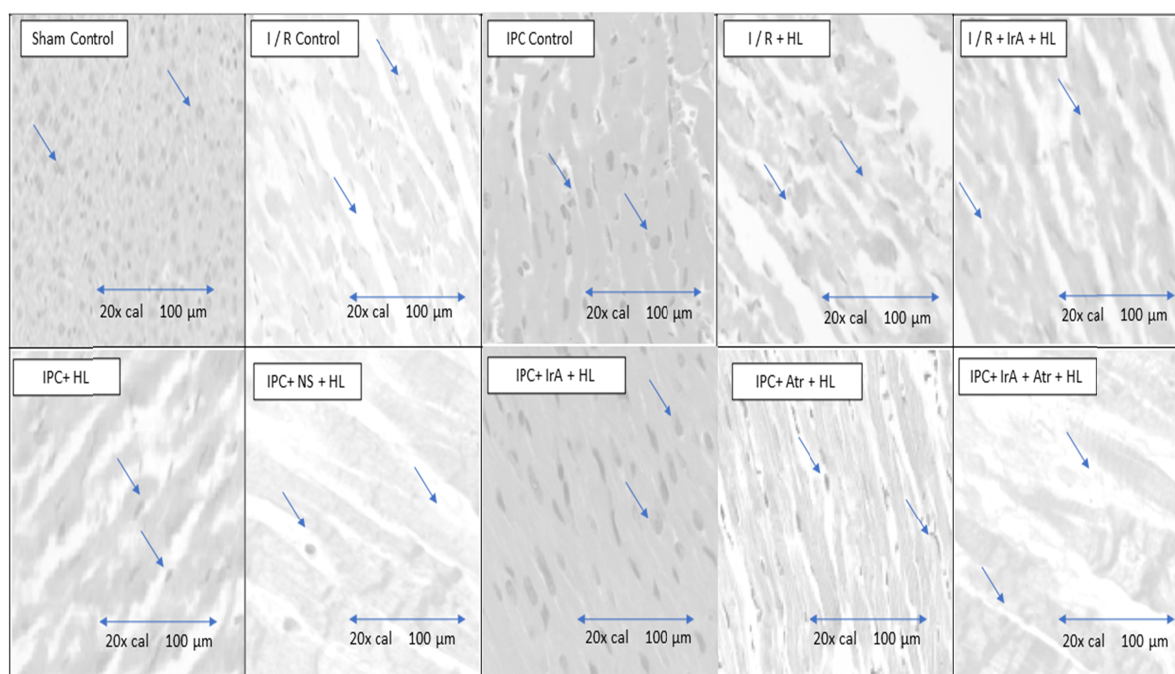 Sham Control
I / R Control
IPC Control
I / R + HL
I / R + IrA + HL
20x cal 100 µm
20x cal 100 µm
20x cal 100 µm
20x cal 100 µm
20x cal 100 µm
IPC+ HL
IPC+ NS + HL
IPC+ IrA + HL
IPC+ Atr + HL
IPC+ IrA + Atr + HL
20x cal 100 µm
20x cal 100 µm
20x cal 100 µm
20x cal 100 µm
20x cal 100 µm